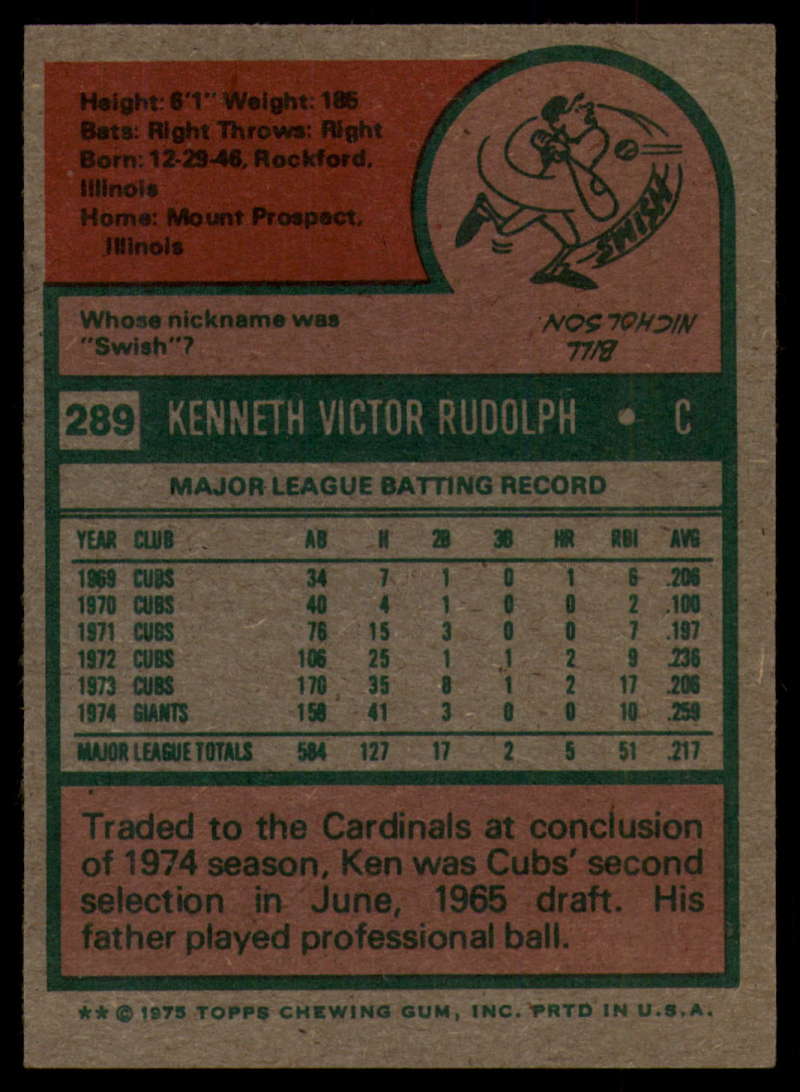 Height: 6'1" Weight: 185
Bats: Right Throws: Right
Born: 12-29-46, Rockford,
Illinois
Home: Mount Prospect,
Illinois
Whose nickname was
"Swish"?
SWISH
BILL
NICHOLSON
289 KENNETH VICTOR RUDOLPH • C
MAJOR LEAGUE BATTING RECORD
YEAR CLUB AB H 2B 3B HR RBI AVG
1969 CUBS 34 7 1 0 1 6 .206
1970 CUBS 40 4 1 0 0 2 .100
1971 CUBS 76 15 3 0 0 7 .197
1972 CUBS 106 25 1 1 2 9 .236
1973 CUBS 170 35 8 1 2 17 .206
1974 GIANTS 158 41 3 0 0 10 .259
MAJOR LEAGUE TOTALS 584 127 17 2 5 51 .217
Traded to the Cardinals at conclusion
of 1974 season, Ken was Cubs' second
selection in June, 1965 draft. His
father played professional ball.
** © 1975 TOPPS CHEWING GUM, INC. PRTD IN U.S.A.